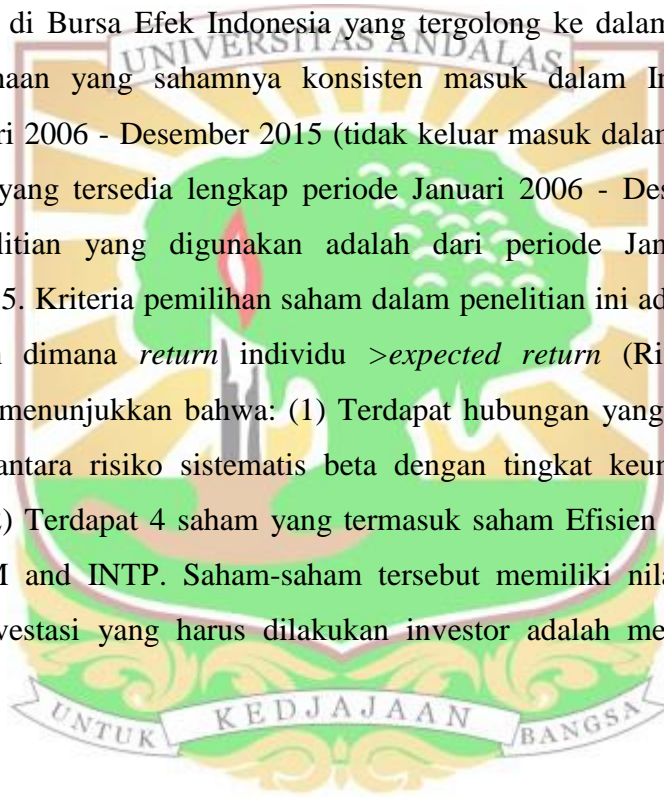 di Bursa Efek Indonesia yang tergolong ke dalam
UNIVERSITAS ANDALAS
naan yang sahamnya konsisten masuk dalam In
ri 2006 - Desember 2015 (tidak keluar masuk dalam
yang tersedia lengkap periode Januari 2006 - Des
litian yang digunakan adalah dari periode Jan
5. Kriteria pemilihan saham dalam penelitian ini ad
dimana return individu >expected return (Ri
menunjukkan bahwa: (1) Terdapat hubungan yang
antara risiko sistematis beta dengan tingkat keun
2) Terdapat 4 saham yang termasuk saham Efisien
M and INTP. Saham-saham tersebut memiliki nila
vestasi yang harus dilakukan investor adalah me
UNTUK KEDJAJAAN BANGSA